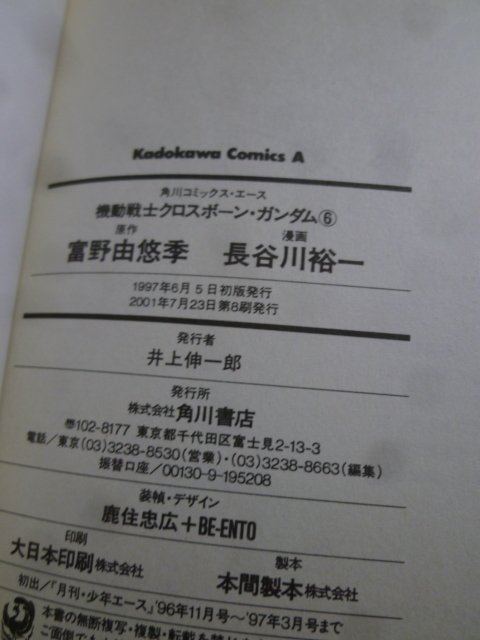 Kadokawa Comics A
角川コミックス・エース
機動戦士クロスボーン・ガンダム⑥
原作 漫画
富野由悠季 長谷川裕一
1997年6月5日初版発行
2001年7月23日第8刷発行
発行者
井上伸一郎
発行所
株式会社角川書店
〒102-8177 東京都千代田区富士見2-13-3
電話/東京(03)3238-8530(営業)・(03)3238-8663(編集)
振替口座/00130-9-195208
装幀・デザイン
鹿住忠広+BE-ENTO
印刷 製本
大日本印刷株式会社 本間製本株式会社
初出/「月刊・少年エース」'96年11月号〜'97年3月号まで
本書の無断複写・複製・転載を禁じ
ご面倒でも